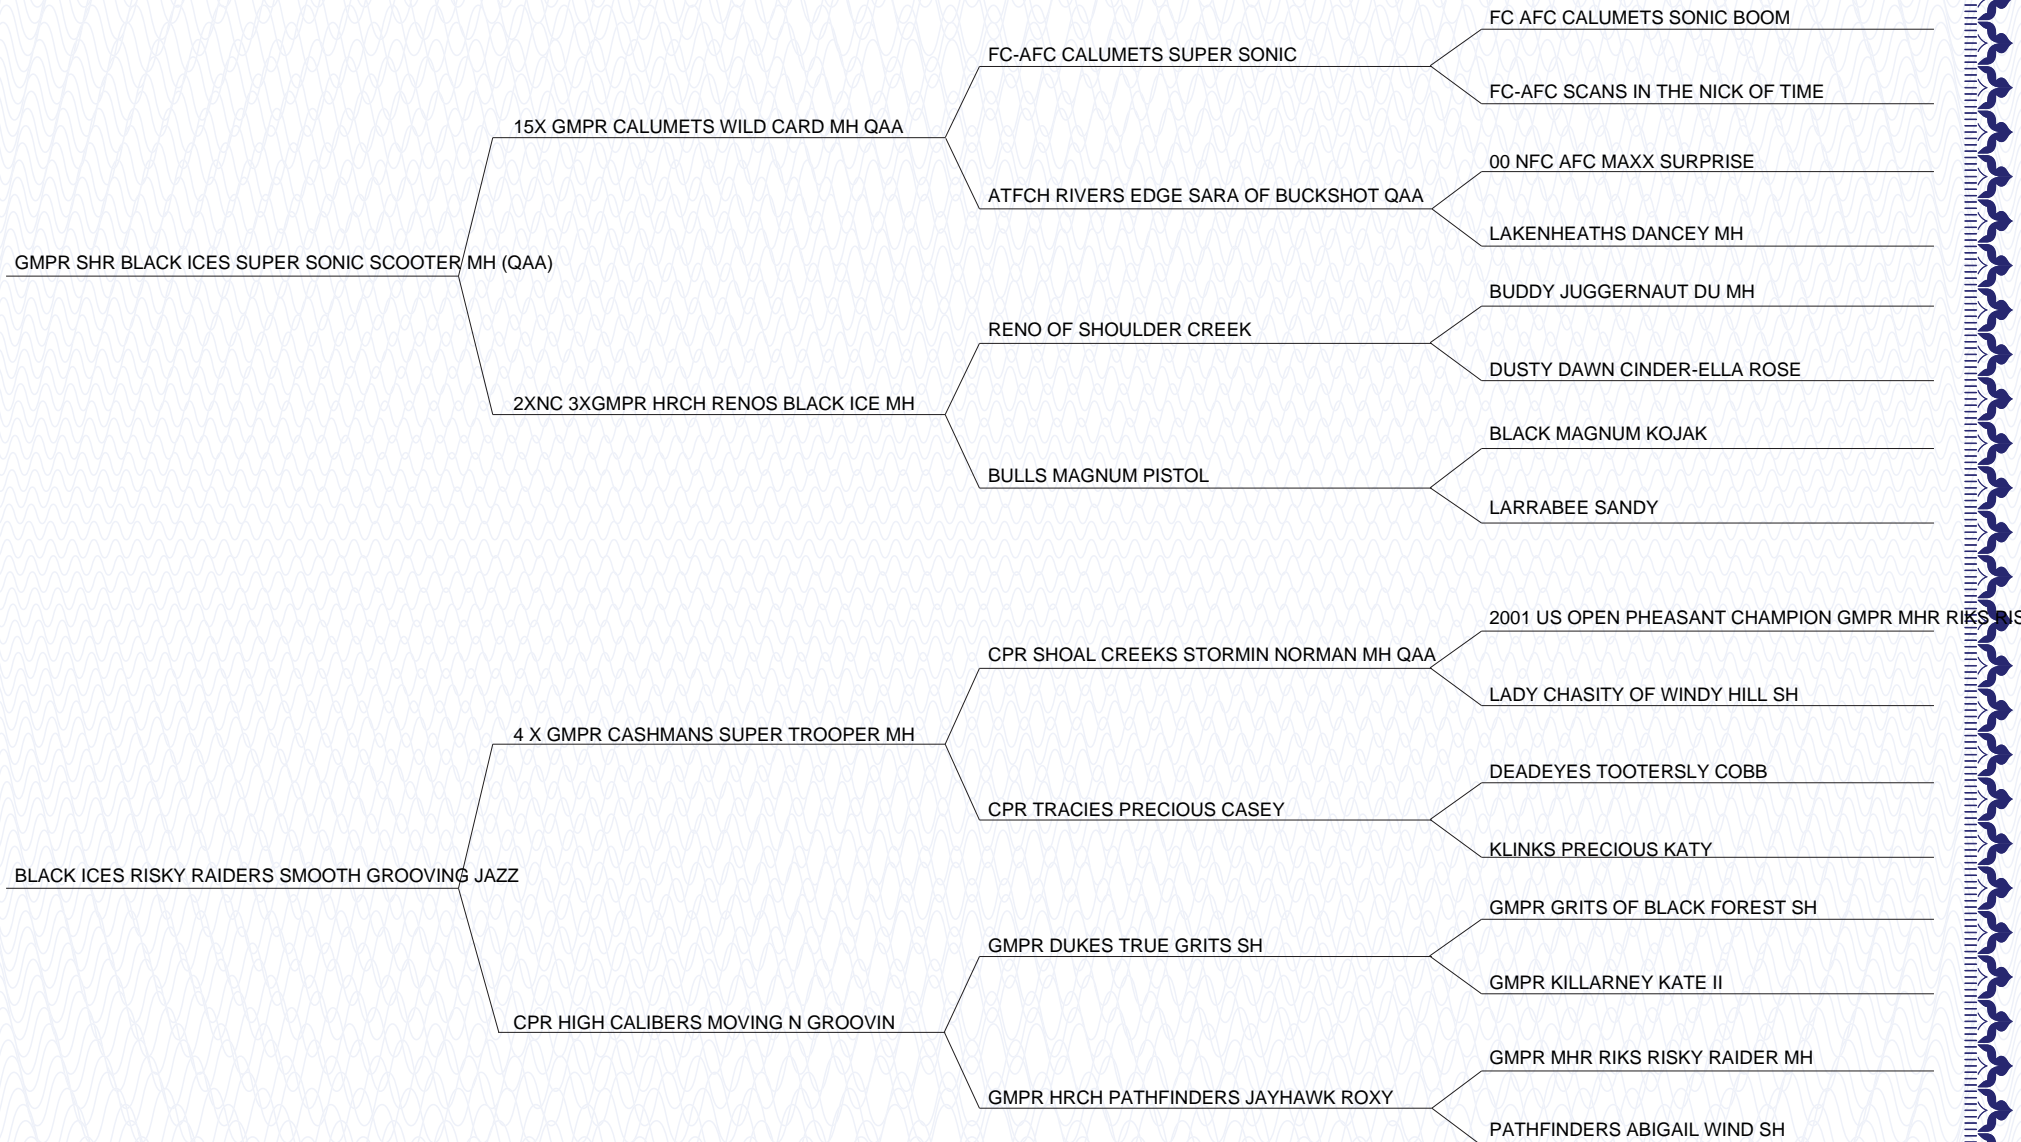 FC AFC CALUMETS SONIC BOOM
FC-AFC CALUMETS SUPER SONIC
FC-AFC SCANS IN THE NICK OF TIME
15X GMPR CALUMETS WILD CARD MH QAA
00 NFC AFC MAXX SURPRISE
ATFCH RIVERS EDGE SARA OF BUCKSHOT QAA
LAKENHEATHS DANCEY MH
GMPR SHR BLACK ICES SUPER SONIC SCOOTER MH (QAA)
BUDDY JUGGERNAUT DU MH
RENO OF SHOULDER CREEK
DUSTY DAWN CINDER-ELLA ROSE
2XNC 3XGMPR HRCH RENOS BLACK ICE MH
BLACK MAGNUM KOJAK
BULLS MAGNUM PISTOL
LARRABEE SANDY
2001 US OPEN PHEASANT CHAMPION GMPR MHR RIKS
CPR SHOAL CREEKS STORMIN NORMAN MH QAA
LADY CHASITY OF WINDY HILL SH
4 X GMPR CASHMANS SUPER TROOPER MH
DEADEYES TOOTERSLY COBB
CPR TRACIES PRECIOUS CASEY
KLINKS PRECIOUS KATY
BLACK ICES RISKY RAIDERS SMOOTH GROOVING JAZZ
GMPR GRITS OF BLACK FOREST SH
GMPR DUKES TRUE GRITS SH
GMPR KILLARNEY KATE II
CPR HIGH CALIBERS MOVING N GROOVIN
GMPR MHR RIKS RISKY RAIDER MH
GMPR HRCH PATHFINDERS JAYHAWK ROXY
PATHFINDERS ABIGAIL WIND SH